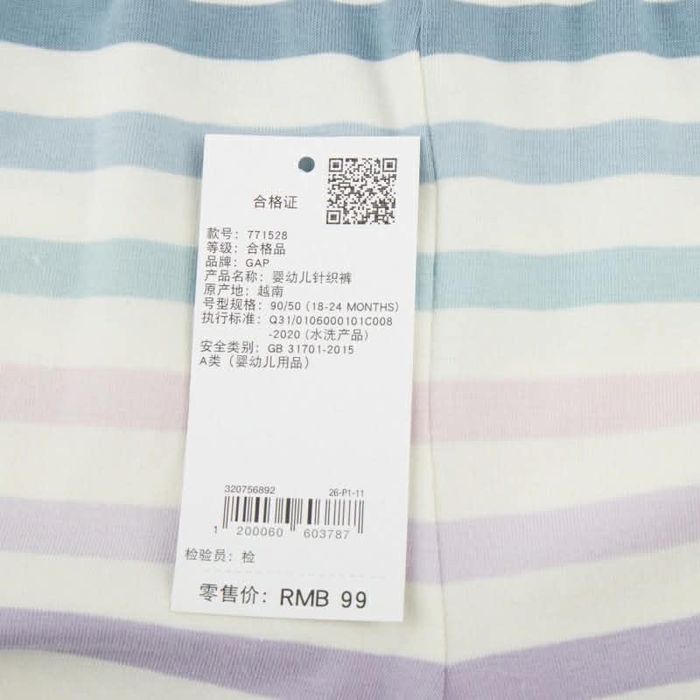 合格证
款号: 771528
等级: 合格品
品牌: GAP
产品名称: 婴幼儿针织裤
原产地: 越南
号型规格: 90/50 (18-24 MONTHS)
执行标准: Q31/0106000101C008
-2020 (水洗产品)
安全类别: GB 31701-2015
A类 (婴幼儿用品)
320756892 26-P1-11
1 200060 603787
检验员: 检
零售价: RMB 99